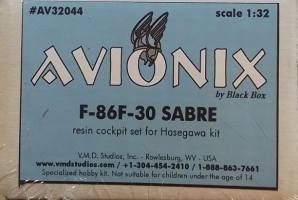 #AV32044 scale 1:32
AVIONIX
by Black Box
F-86F-30 SABRE
resin cockpit set for Hasegawa kit
V.M.D. Studios, Inc. - Rowlesburg, WV - USA
www.vmdstudios.com / +1-304-454-2410 / 1-888-863-7661
Specialized hobby kit. Not suitable for children under the age of 14